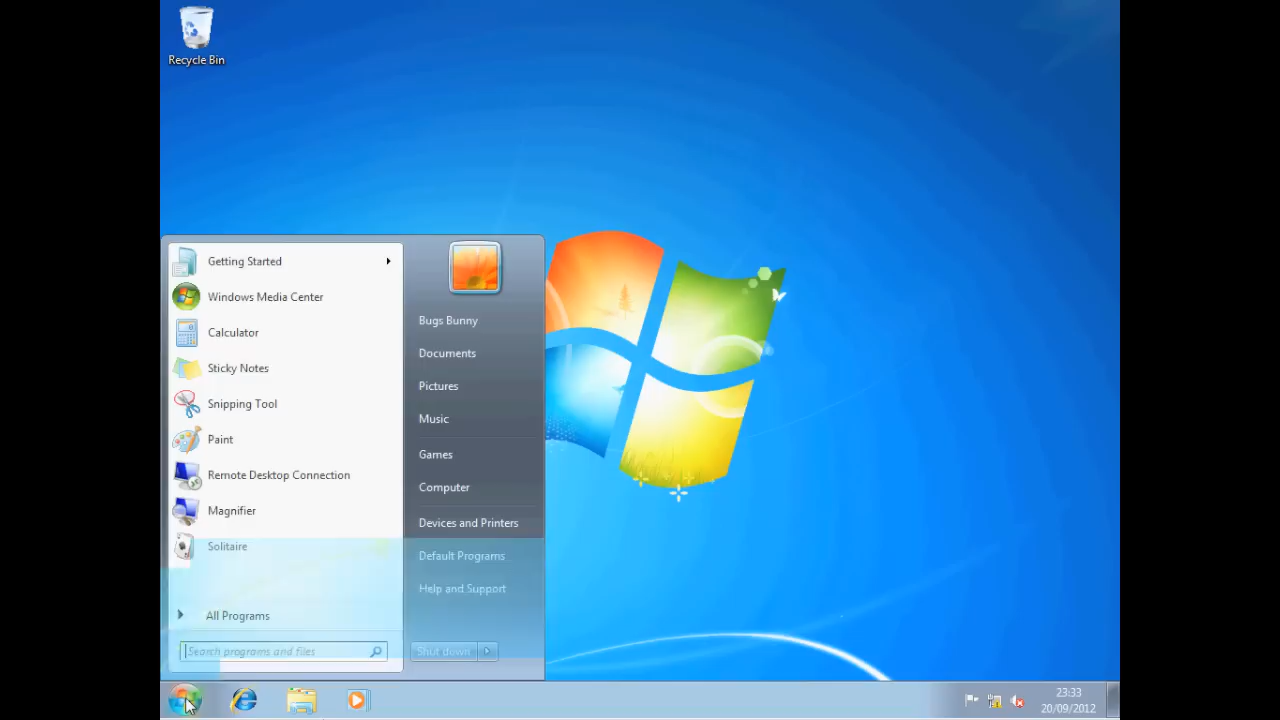 Recycle Bin
Getting Started
Windows Media Center
Calculator
Sticky Notes
Snipping Tool
Paint
Remote Desktop Connection
Magnifier
Solitaire
All Programs
Search programs and files
Bugs Bunny
Documents
Pictures
Music
Games
Computer
Devices and Printers
Default Programs
Help and Support
Shut down
23:33
20/09/2012